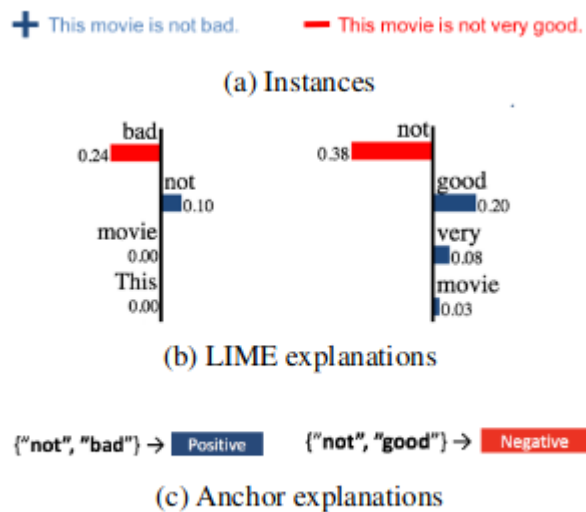 + This movie is not bad. — This movie is not very good.
(a) Instances
bad
0.24
not
0.10
movie
0.00
This
0.00
not
0.38
good
0.20
very
0.08
movie
0.03
(b) LIME explanations
{"not", "bad"} → Positive {"not", "good"} → Negative
(c) Anchor explanations